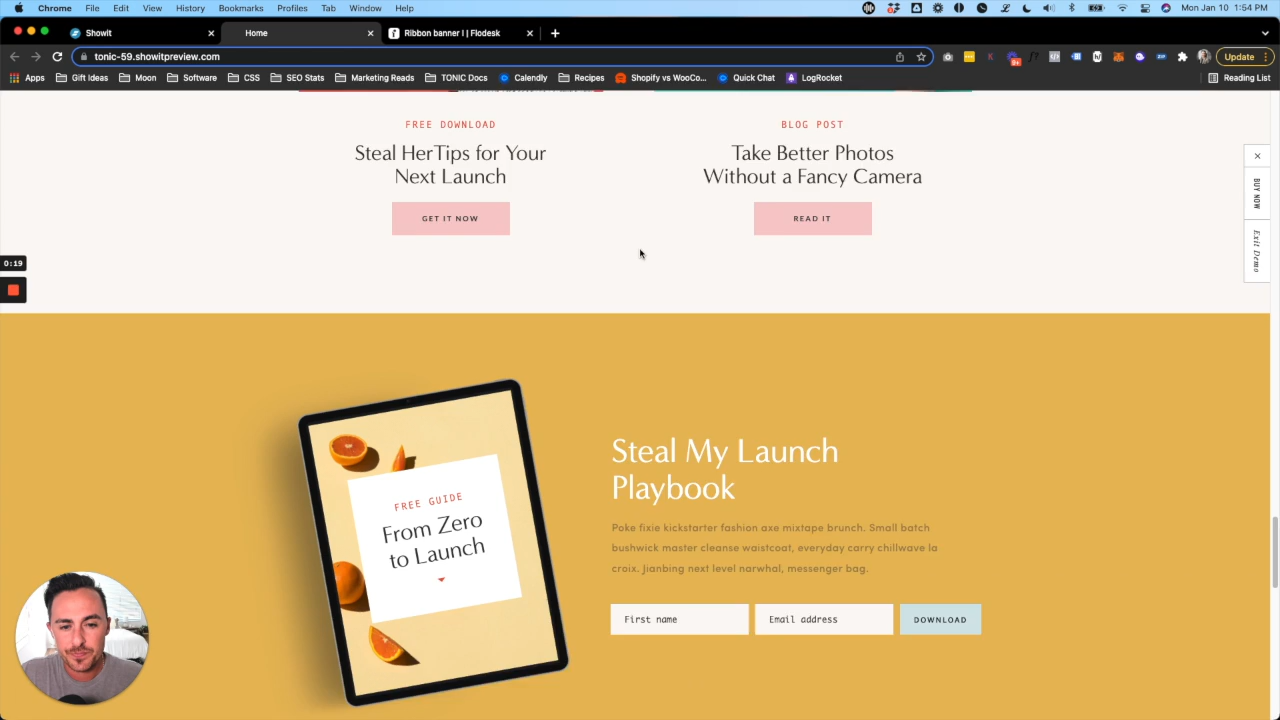 Chrome File Edit View History Bookmarks Profiles Tab Window Help
Mon Jan 10 1:54 PM
Showit
Home
Ribbon banner I | Flodesk
tonic-59.showitpreview.com
Update
Apps Gift Ideas Moon Software CSS SEO Stats Marketing Reads TONIC Docs Calendly Recipes Shopify vs WooCo... Quick Chat LogRocket Reading List
FREE DOWNLOAD
Steal HerTips for Your
Next Launch
GET IT NOW
BLOG POST
Take Better Photos
Without a Fancy Camera
READ IT
BUY NOW
Exit Demo
0:19
FREE GUIDE
From Zero
to Launch
Steal My Launch
Playbook
Poke fixie kickstarter fashion axe mixtape brunch. Small batch
bushwick master cleanse waistcoat, everyday carry chillwave la
croix. Jianbing next level narwhal, messenger bag.
First name
Email address
DOWNLOAD